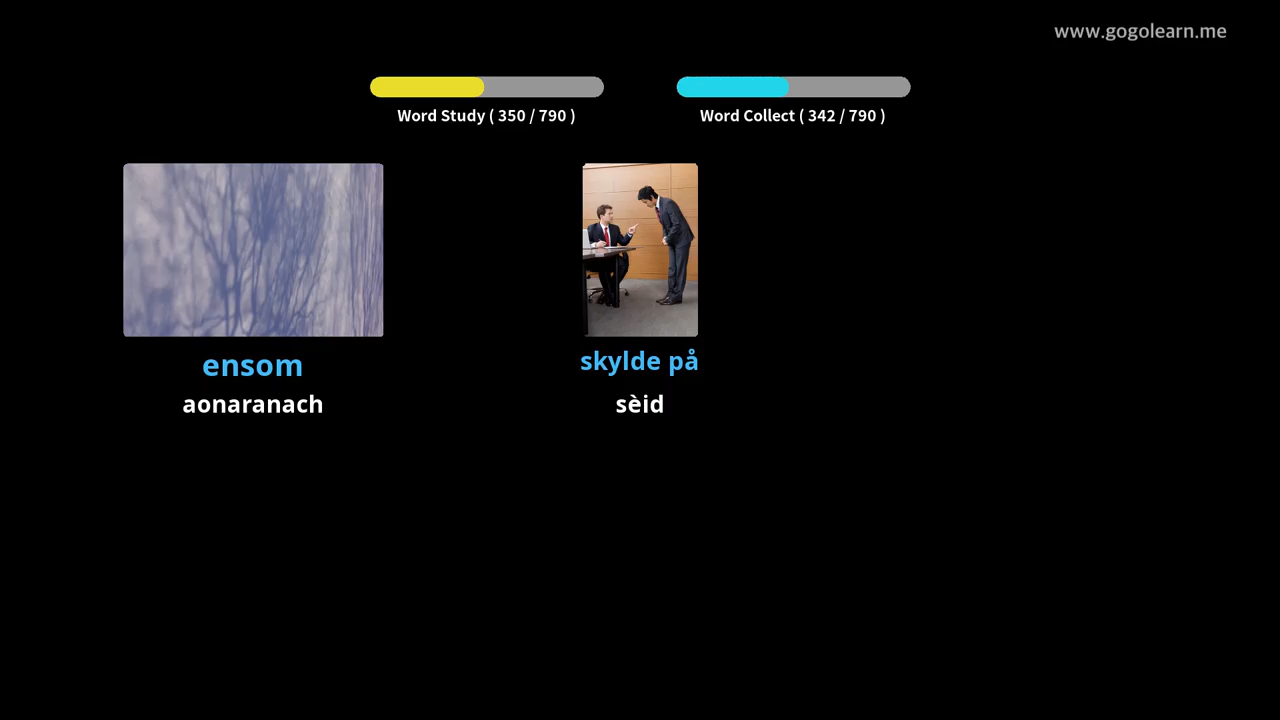 www.gogolearn.me
Word Study ( 350 / 790 )
Word Collect ( 342 / 790 )
ensom
aonaranach
skylde på
sèid